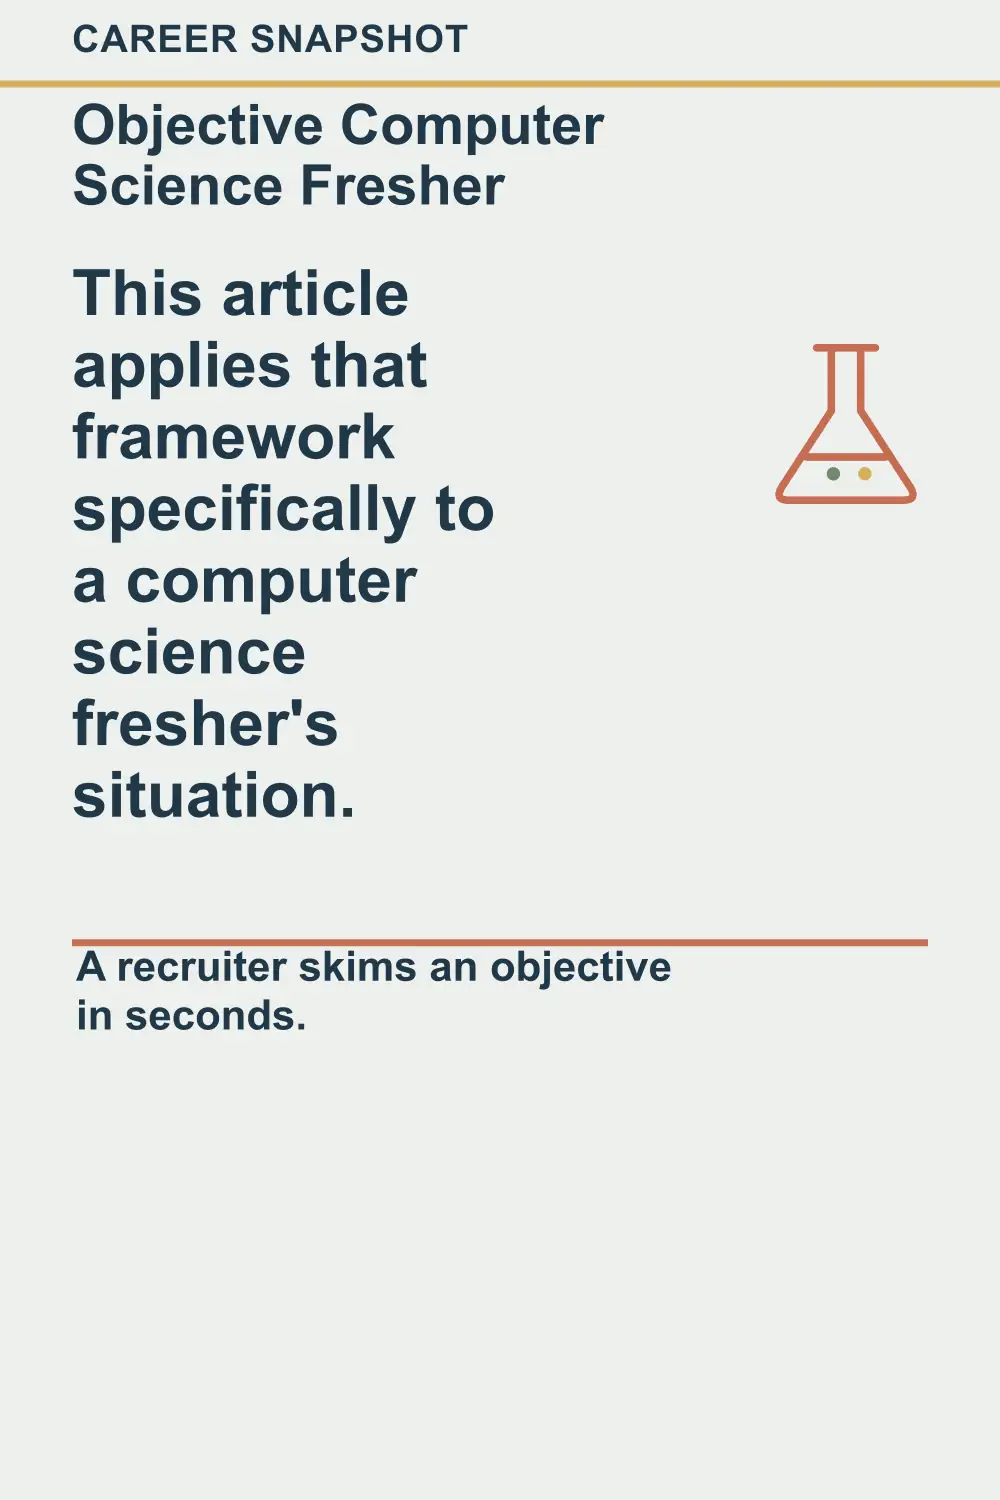 CAREER SNAPSHOT
Objective Computer
Science Fresher
This article
applies that
framework
specifically to
a computer
science
fresher's
situation.
A recruiter skims an objective
in seconds.